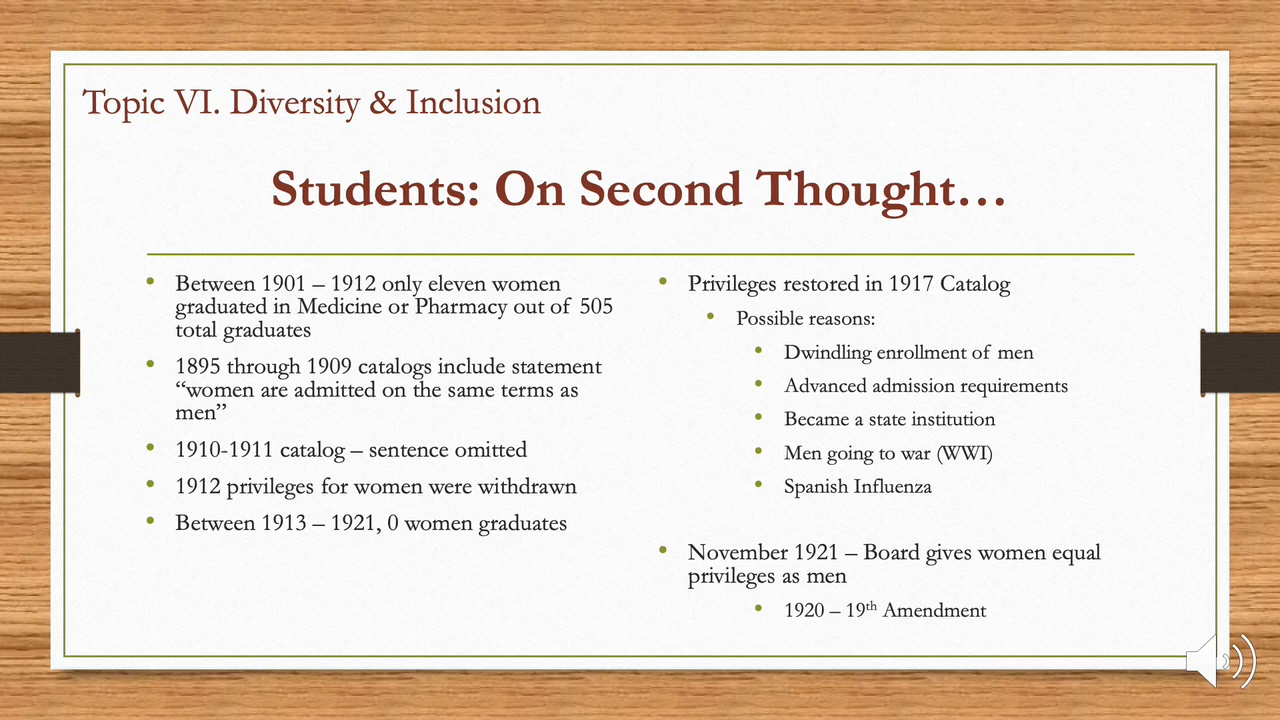 Topic VI. Diversity & Inclusion
Students: On Second Thought…
• Between 1901 – 1912 only eleven women
graduated in Medicine or Pharmacy out of 505
total graduates
• 1895 through 1909 catalogs include statement
“women are admitted on the same terms as
men”
• 1910-1911 catalog – sentence omitted
• 1912 privileges for women were withdrawn
• Between 1913 – 1921, 0 women graduates
• Privileges restored in 1917 Catalog
• Possible reasons:
• Dwindling enrollment of men
• Advanced admission requirements
• Became a state institution
• Men going to war (WWI)
• Spanish Influenza
• November 1921 – Board gives women equal
privileges as men
• 1920 – 19th Amendment